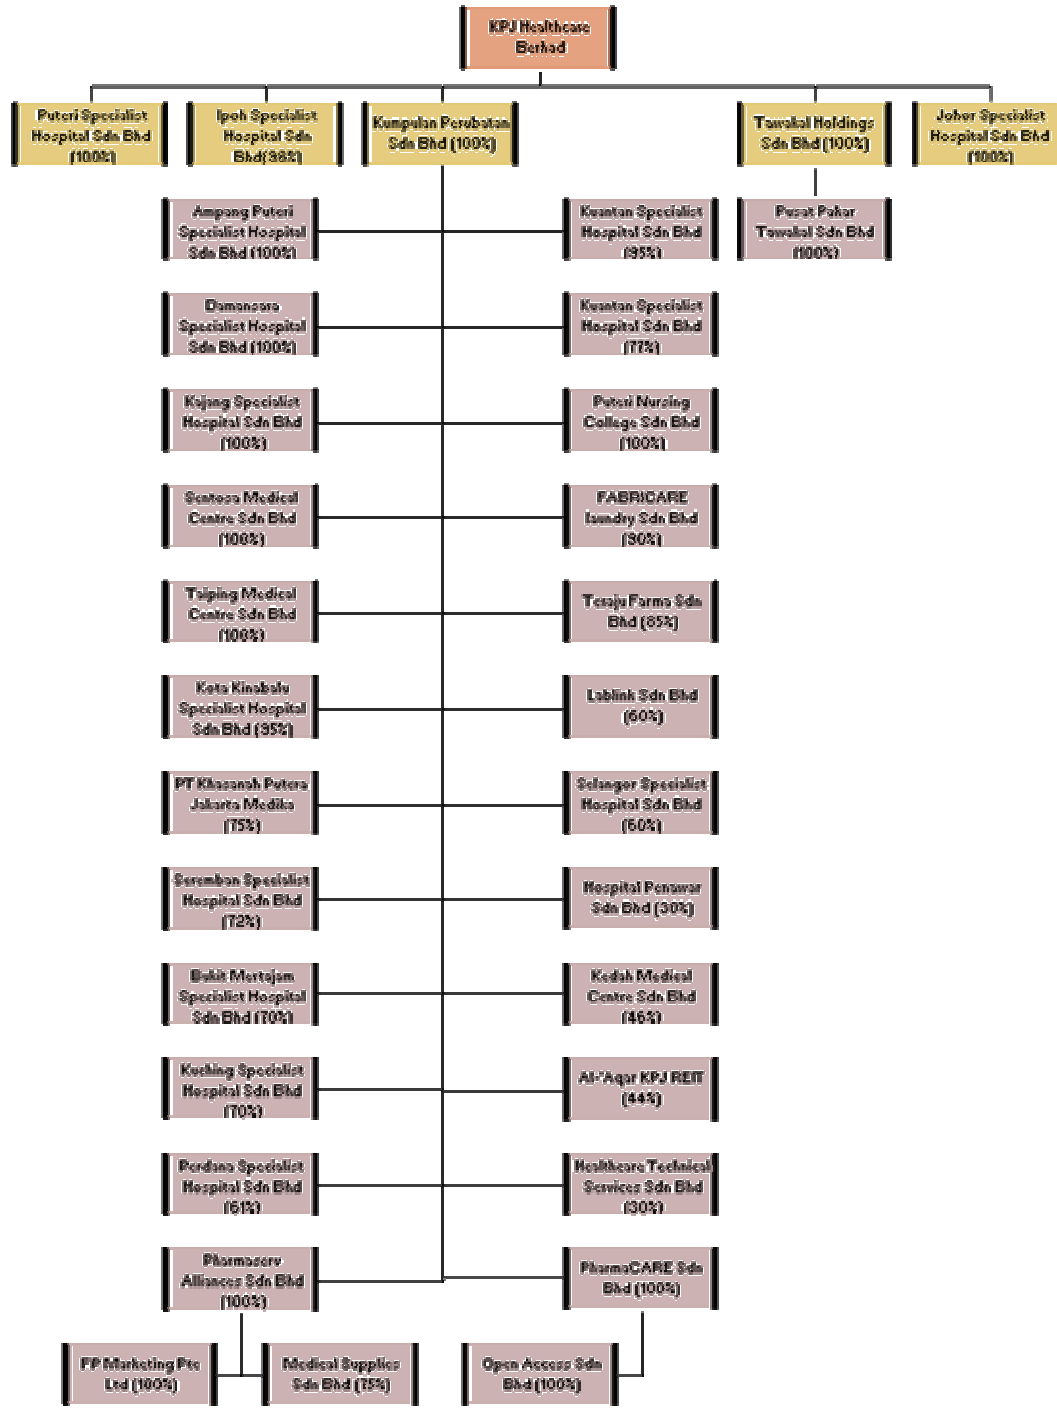 KPJ Healthcare
Berhad
Puteri Specialist
Hospital Sdn Bhd
(100%)
Ipoh Specialist
Hospital Sdn
Bhd(98%)
Kumpulan Perubatan
Sdn Bhd (100%)
Tawakal Holdings
Sdn Bhd (100%)
Johor Specialist
Hospital Sdn Bhd
(100%)
Ampang Puteri
Specialist Hospital
Sdn Bhd (100%)
Kuantan Specialist
Hospital Sdn Bhd
(95%)
Pusat Pakar
Tawakal Sdn Bhd
(100%)
Damansara
Specialist Hospital
Sdn Bhd (100%)
Kuantan Specialist
Hospital Sdn Bhd
(77%)
Kajang Specialist
Hospital Sdn Bhd
(100%)
Puteri Nursing
College Sdn Bhd
(100%)
Sentosa Medical
Centre Sdn Bhd
(100%)
FABRICARE
laundry Sdn Bhd
(90%)
Taiping Medical
Centre Sdn Bhd
(100%)
Teraju Farma Sdn
Bhd (85%)
Kota Kinabalu
Specialist Hospital
Sdn Bhd (95%)
Lablink Sdn Bhd
(60%)
PT Khasanah Putera
Jakarta Medika
(75%)
Selangor Specialist
Hospital Sdn Bhd
(60%)
Seremban Specialist
Hospital Sdn Bhd
(72%)
Hospital Penawar
Sdn Bhd (30%)
Bukit Mertajam
Specialist Hospital
Sdn Bhd (70%)
Kedah Medical
Centre Sdn Bhd
(46%)
Kuching Specialist
Hospital Sdn Bhd
(70%)
Al-'Aqar KPJ REIT
(44%)
Perdana Specialist
Hospital Sdn Bhd
(61%)
Healthcare Technical
Services Sdn Bhd
(30%)
Pharmaserv
Alliances Sdn Bhd
(100%)
PharmaCARE Sdn
Bhd (100%)
FP Marketing Pte
Ltd (100%)
Medical Supplies
Sdn Bhd (75%)
Open Access Sdn
Bhd (100%)